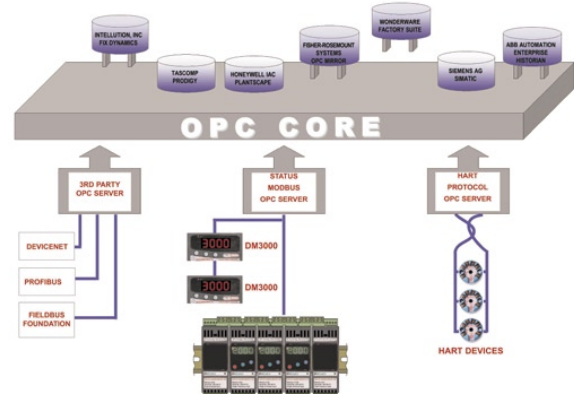 INTELLUTION, INC
FIX DYNAMICS
TASCOMP
PRODIGY
HONEYWELL IAC
PLANTSCAPE
FISHER-ROSEMOUNT
SYSTEMS
OPC MIRROR
WONDERWARE
FACTORY SUITE
SIEMENS AG
SIMATIC
ABB AUTOMATION
ENTERPRISE
HISTORIAN
OPC CORE
3RD PARTY
OPC SERVER
STATUS
MODBUS
OPC SERVER
HART
PROTOCOL
OPC SERVER
DEVICENET
PROFIBUS
FIELDBUS
FOUNDATION
3000
DM3000
3000
DM3000
HART DEVICES